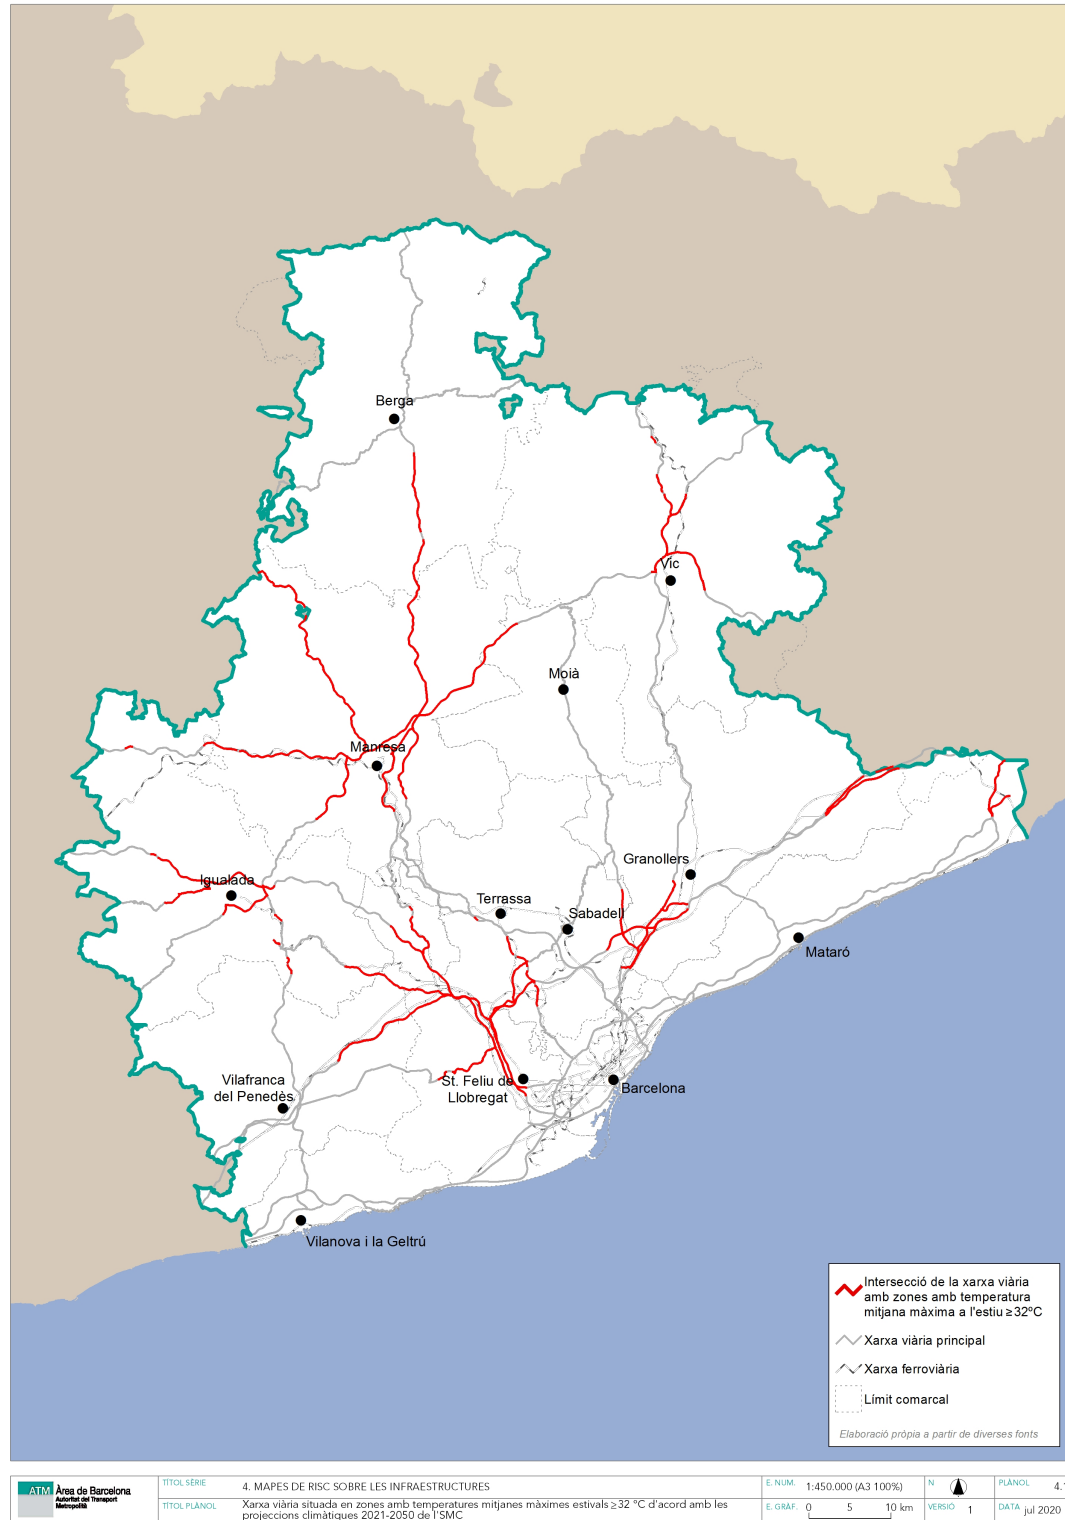 Berga
Vic
Moià
Manresa
Granollers
Igualada
Terrassa
Sabadell
Mataró
Vilafranca
del Penedès
St. Feliu de
Llobregat
Barcelona
Vilanova i la Geltrú
Intersecció de la xarxa viària
amb zones amb temperatura
mitjana màxima a l'estiu ≥32ºC
Xarxa viària principal
Xarxa ferroviària
Límit comarcal
Elaboració pròpia a partir de diverses fonts
ATM Àrea de Barcelona
Autoritat del Transport
Metropolità
TÍTOL SÈRIE
4. MAPES DE RISC SOBRE LES INFRAESTRUCTURES
TÍTOL PLÀNOL
Xarxa viària situada en zones amb temperatures mitjanes màximes estivals ≥32 °C d'acord amb les
projeccions climàtiques 2021-2050 de l'SMC
E. NUM. 1:450.000 (A3 100%)
E. GRÀF. 0 5 10 km
N
VERSIÓ 1
PLÀNOL 4.
DATA jul 2020